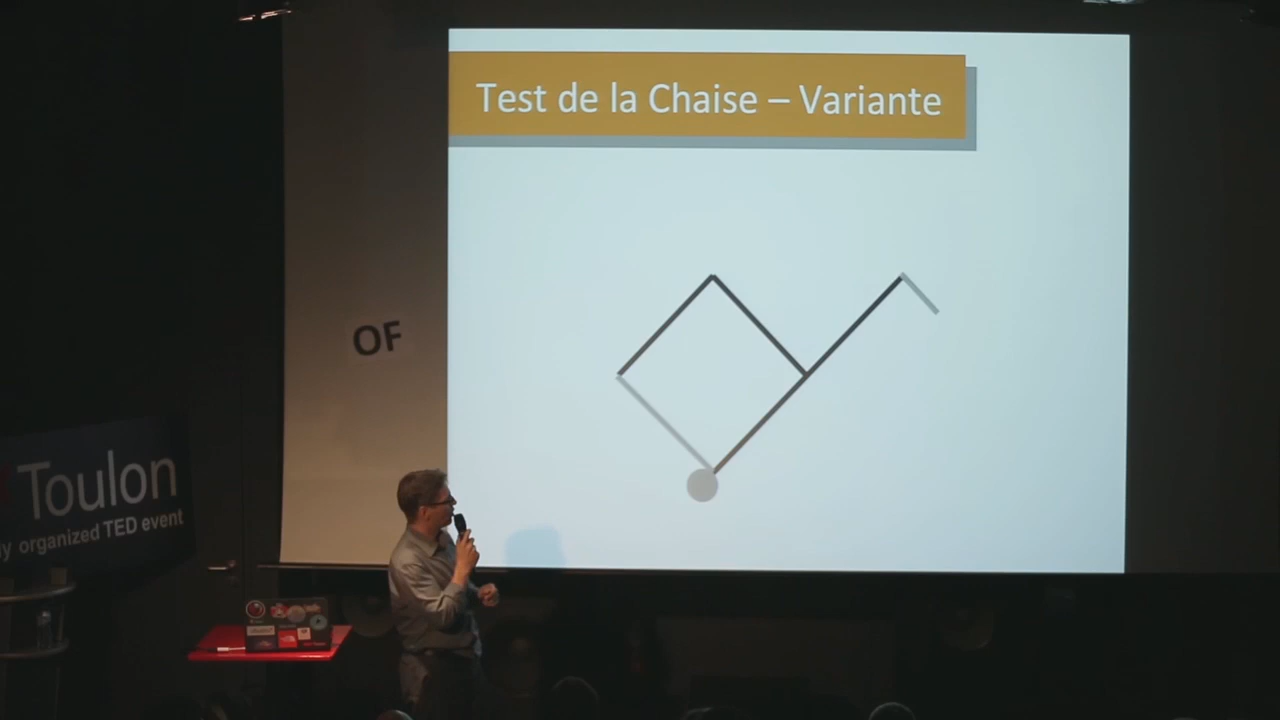 Test de la Chaise – Variante
OF
Toulon
y organized TED event